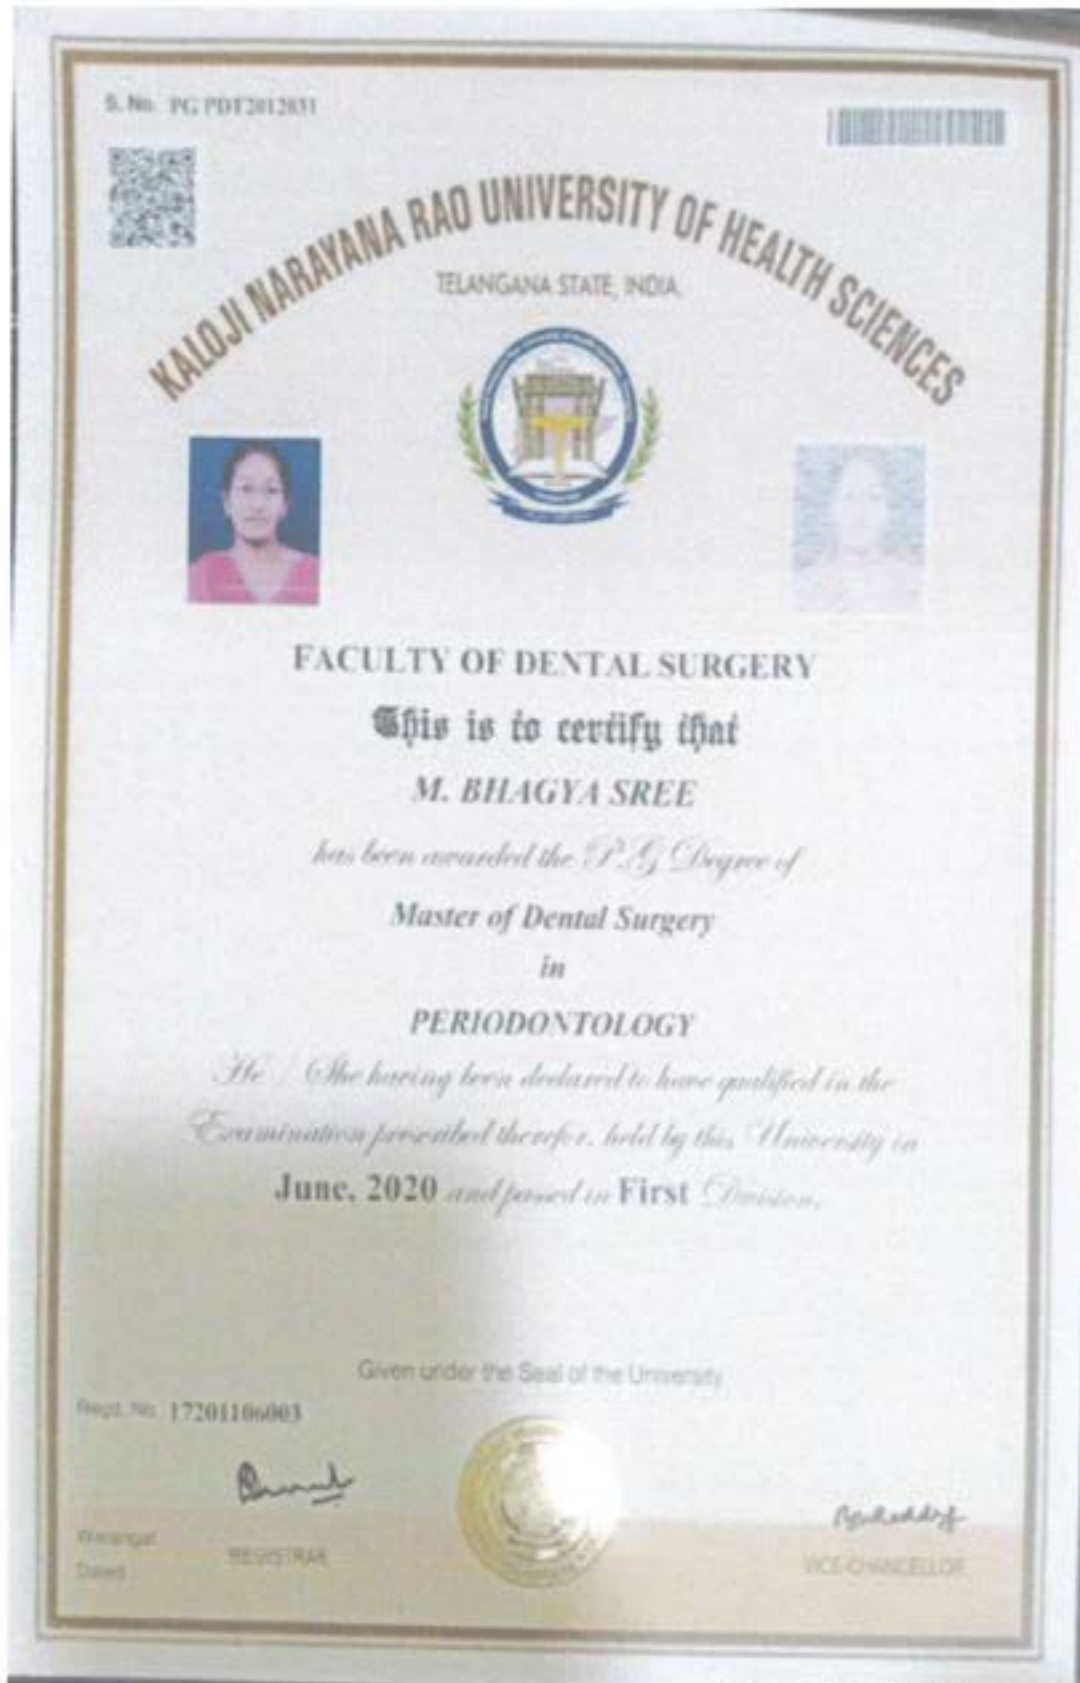 S. No. PG PDT2012031
KALOJI NARAYANA RAO UNIVERSITY OF HEALTH SCIENCES
TELANGANA STATE, INDIA.
FACULTY OF DENTAL SURGERY
This is to certify that
M. BHAGYA SREE
has been awarded the P.G Degree of
Master of Dental Surgery
in
PERIODONTOLOGY
He / She having been declared to have qualified in the
Examination prescribed therefor, held by this University in
June, 2020 and passed in First Division.
Given under the Seal of the University
Regd. No. 17201106003
Warangal
Dated
REGISTRAR
VICE-CHANCELLOR